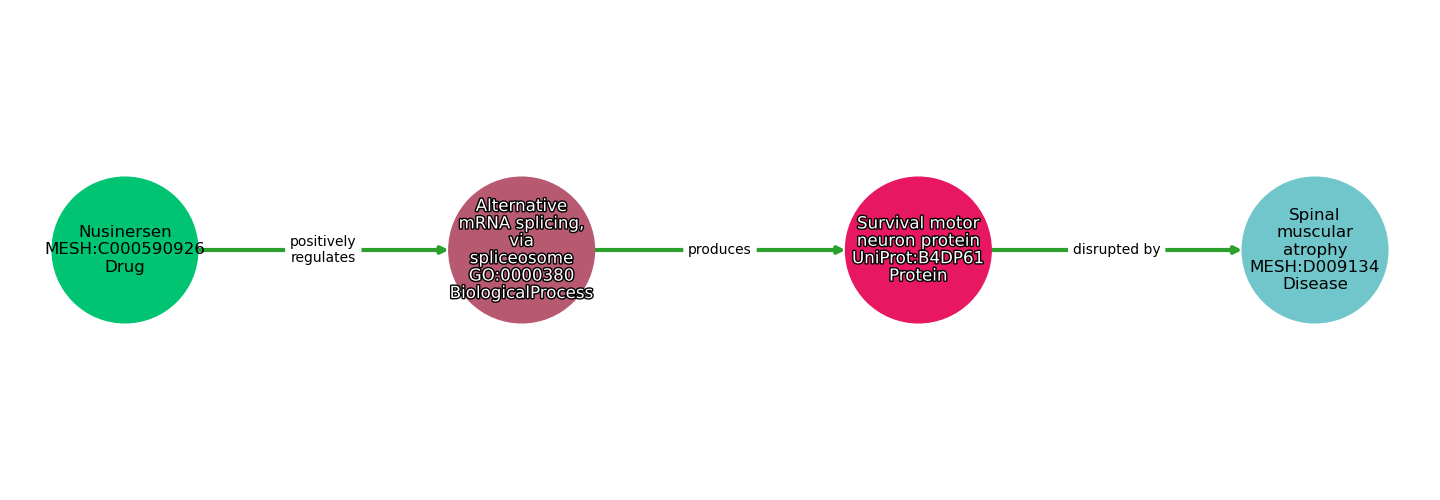 Nusinersen
MESH:C000590926
Drug
positively
regulates
Alternative
mRNA splicing,
via
spliceosome
GO:0000380
BiologicalProcess
produces
Survival motor
neuron protein
UniProt:B4DP61
Protein
disrupted by
Spinal
muscular
atrophy
MESH:D009134
Disease